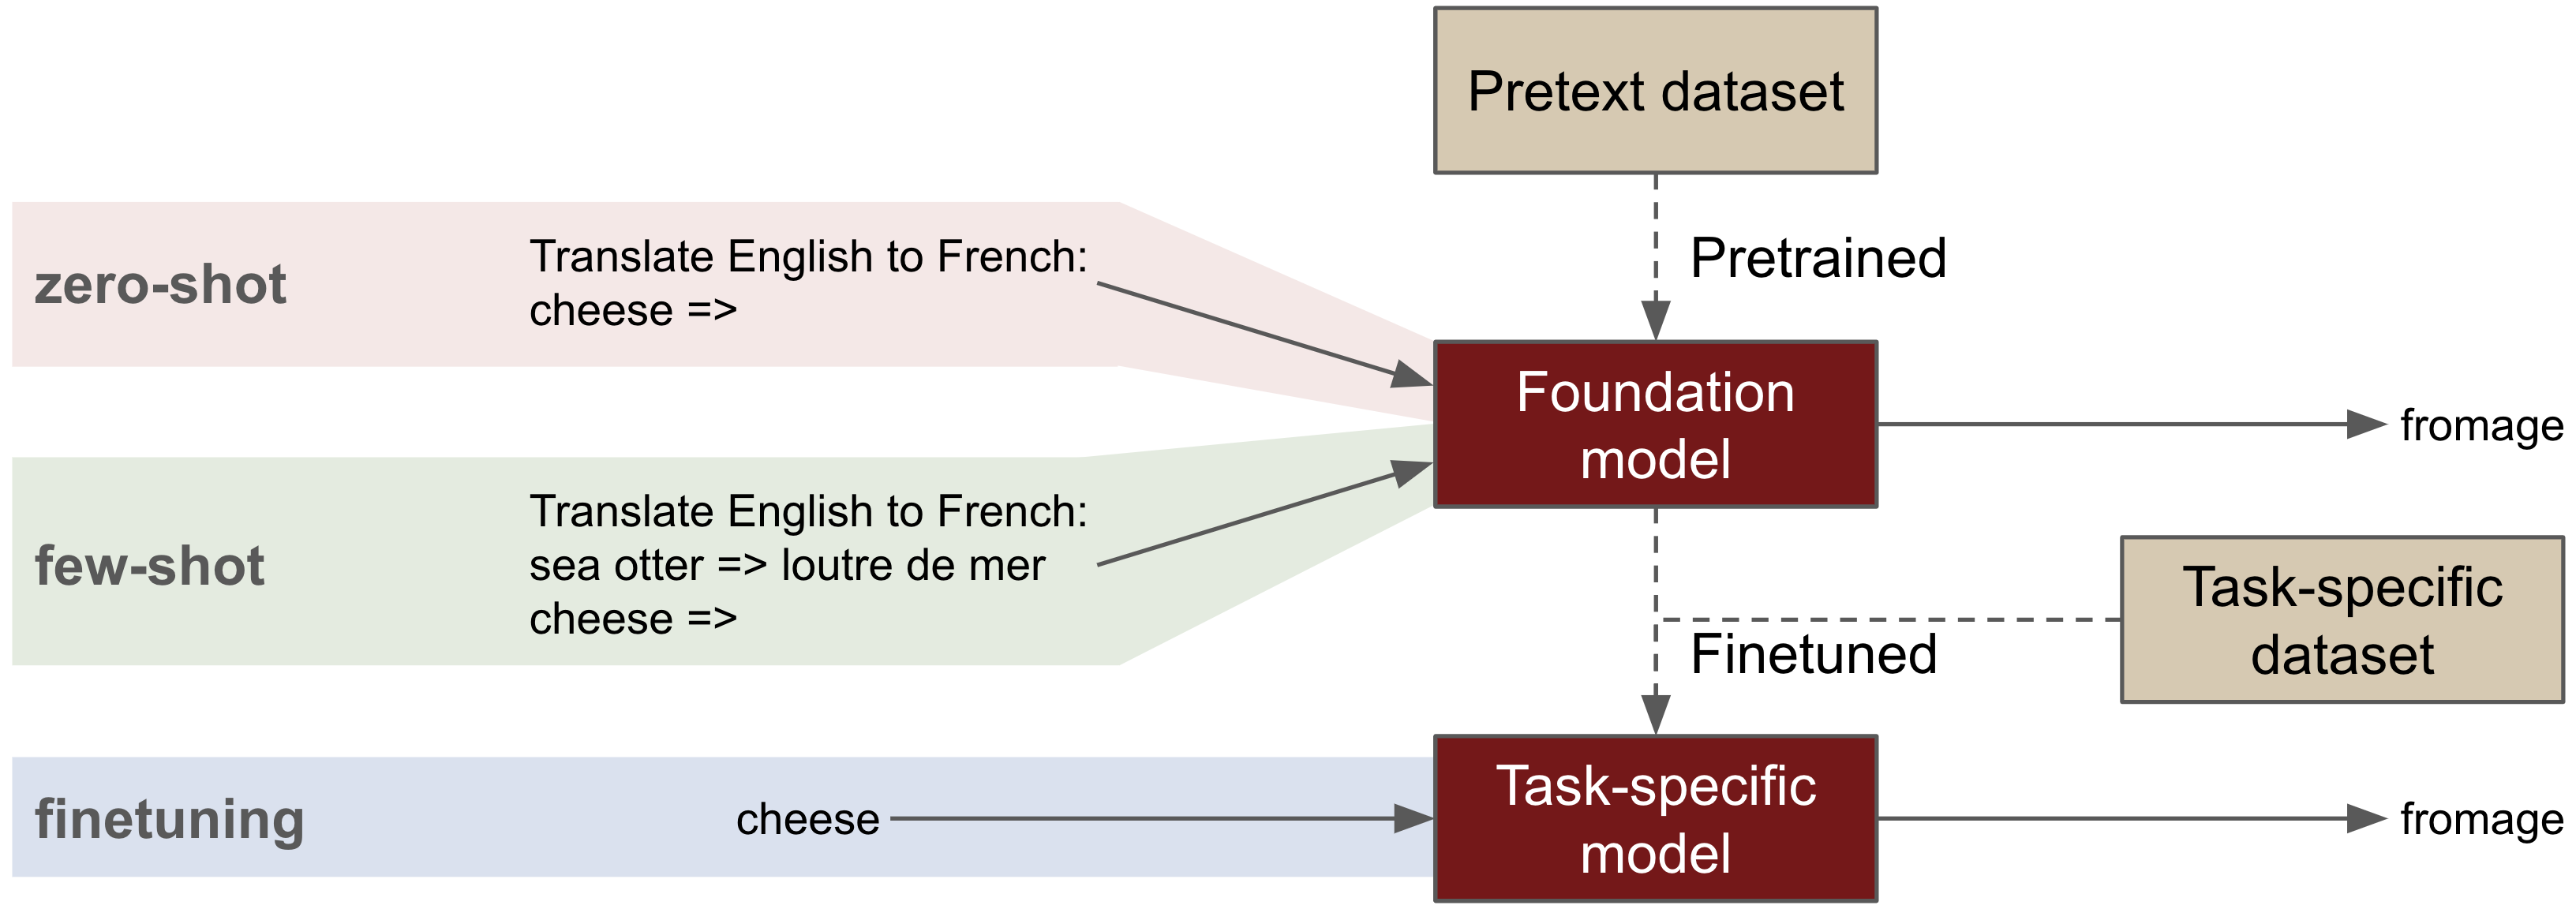 Pretext dataset
Pretrained
zero-shot
Translate English to French:
cheese =>
Foundation
model
fromage
few-shot
Translate English to French:
sea otter => loutre de mer
cheese =>
Task-specific
dataset
Finetuned
finetuning
cheese
Task-specific
model
fromage